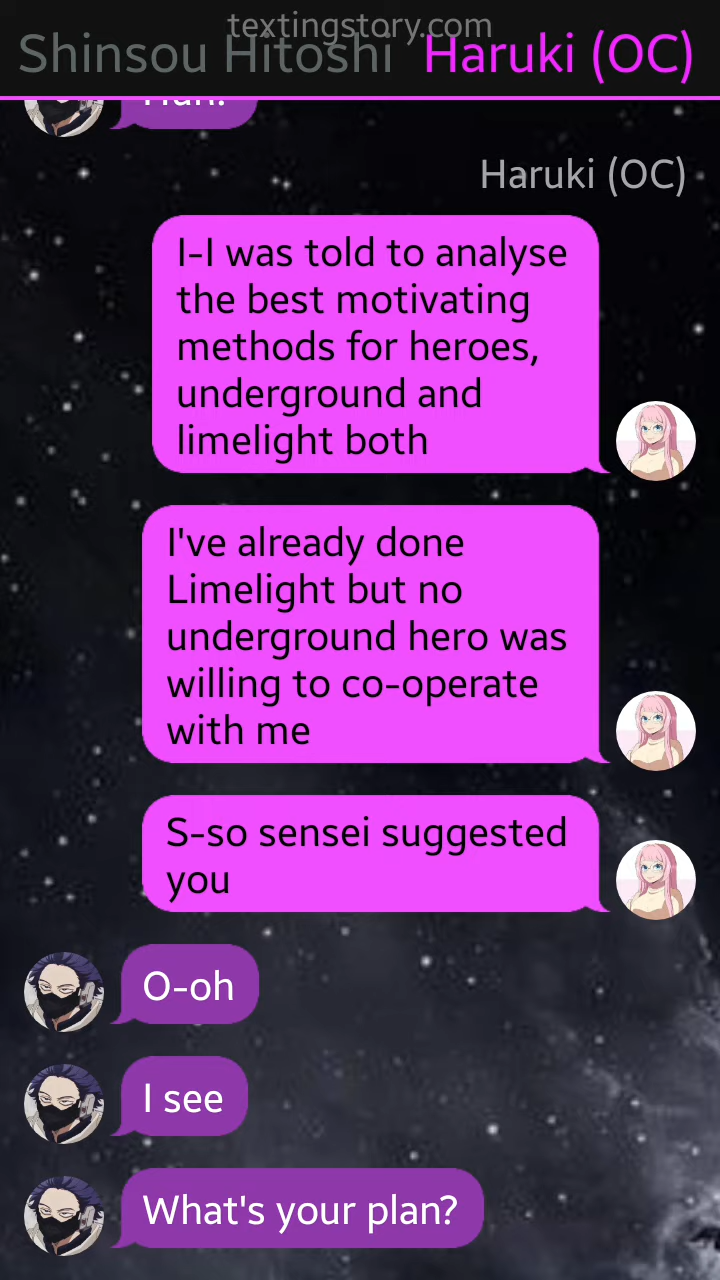 textingstory.com
Shinsou Hitoshi Haruki (OC)
Haruki (OC)
I-I was told to analyse
the best motivating
methods for heroes,
underground and
limelight both
I've already done
Limelight but no
underground hero was
willing to co-operate
with me
S-so sensei suggested
you
O-oh
I see
What's your plan?